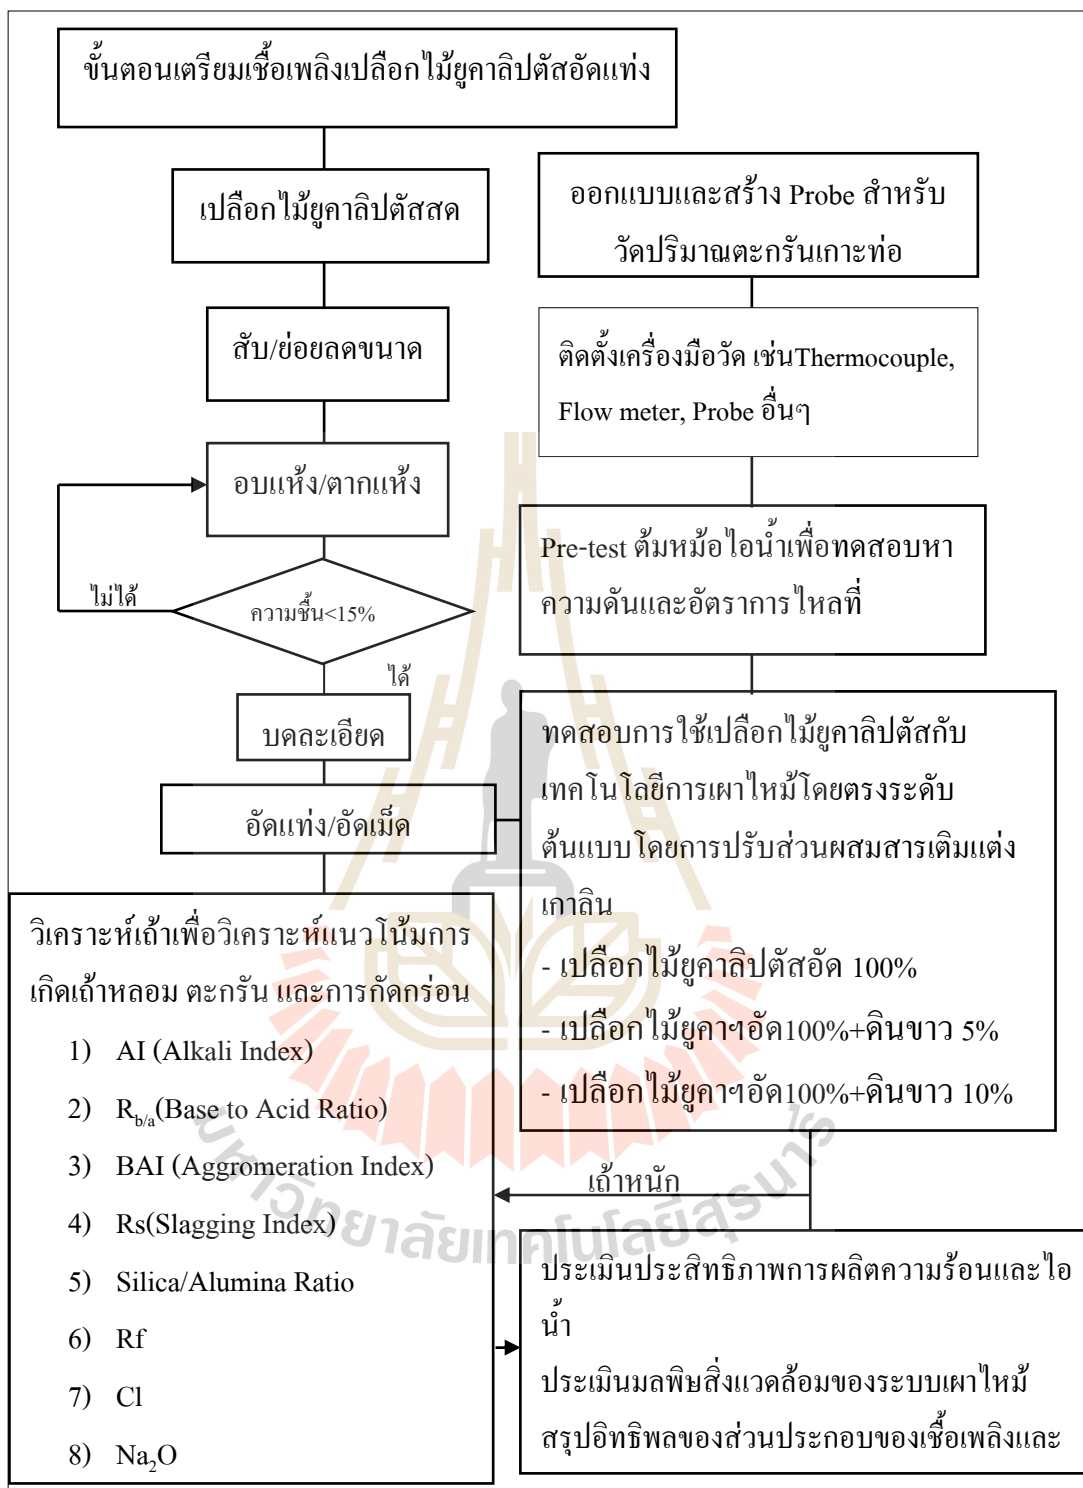 ขั้นตอนเตรียมเชื้อเพลิงเปลือกไม้ยูคาลิปตัสอัดแท่ง
เปลือกไม้ยูคาลิปตัสสด
สับ/ย่อยลดขนาด
อบแห้ง/ตากแห้ง
ไม่ได้
ความชื้น<15%
ได้
บดละเอียด
อัดแท่ง/อัดเม็ด
วิเคราะห์เถ้าเพื่อวิเคราะห์แนวโน้มการ
เกิดเถ้าหลอม ตะกรัน และการกัดกร่อน
1) AI (Alkali Index)
2) R_b/a(Base to Acid Ratio)
3) BAI (Aggromeration Index)
4) Rs(Slagging Index)
5) Silica/Alumina Ratio
6) Rf
7) Cl
8) Na₂O
ออกแบบและสร้าง Probe สำหรับ
วัดปริมาณตะกรันเกาะท่อ
ติดตั้งเครื่องมือวัด เช่นThermocouple,
Flow meter, Probe อื่นๆ
Pre-test ต้มหม้อไอน้ำเพื่อทดสอบหา
ความดันและอัตราการไหลที่
ทดสอบการใช้เปลือกไม้ยูคาลิปตัสกับ
เทคโนโลยีการเผาไหม้โดยตรงระดับ
ต้นแบบโดยการปรับส่วนผสมสารเติมแต่ง
เกาลิน
- เปลือกไม้ยูคาลิปตัสอัด 100%
- เปลือกไม้ยูคาฯอัด100%+ดินขาว 5%
- เปลือกไม้ยูคาฯอัด100%+ดินขาว 10%
เถ้าหนัก
ประเมินประสิทธิภาพการผลิตความร้อนและไอ
น้ำ
ประเมินมลพิษสิ่งแวดล้อมของระบบเผาไหม้
สรุปอิทธิพลของส่วนประกอบของเชื้อเพลิงและ
มหาวิทยาลัยเทคโนโลยีสุรนารี